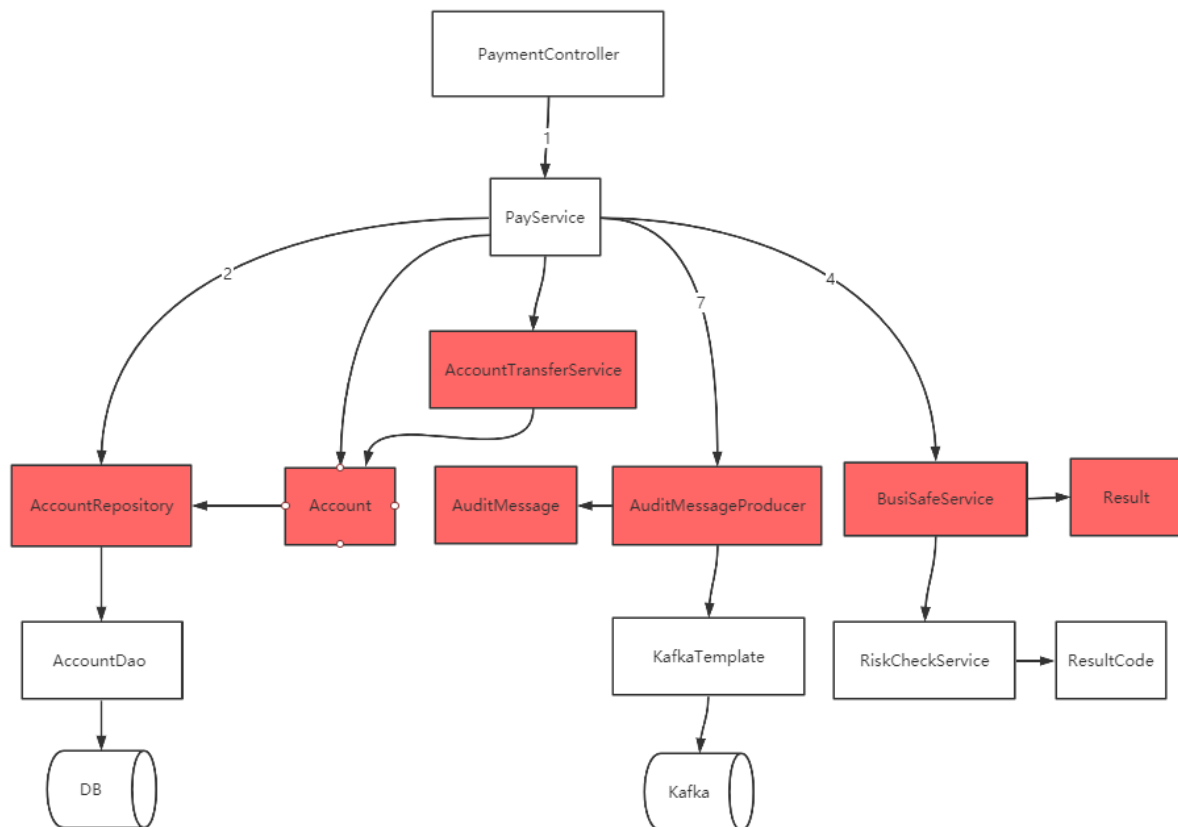 PaymentController
1
PayService
2
4
7
AccountTransferService
AccountRepository
Account
AuditMessage
AuditMessageProducer
BusiSafeService
Result
AccountDao
KafkaTemplate
RiskCheckService
ResultCode
DB
Kafka